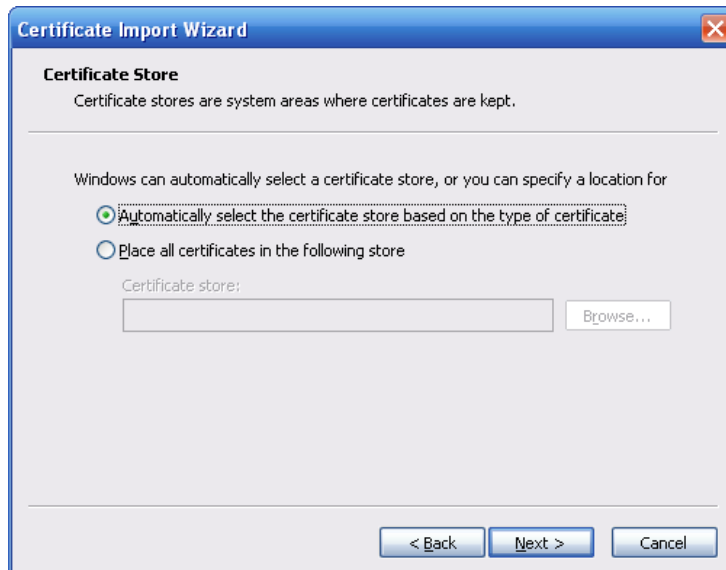 Certificate Import Wizard
Certificate Store
Certificate stores are system areas where certificates are kept.
Windows can automatically select a certificate store, or you can specify a location for
Automatically select the certificate store based on the type of certificate
Place all certificates in the following store
Certificate store:
Browse...
< Back
Next >
Cancel